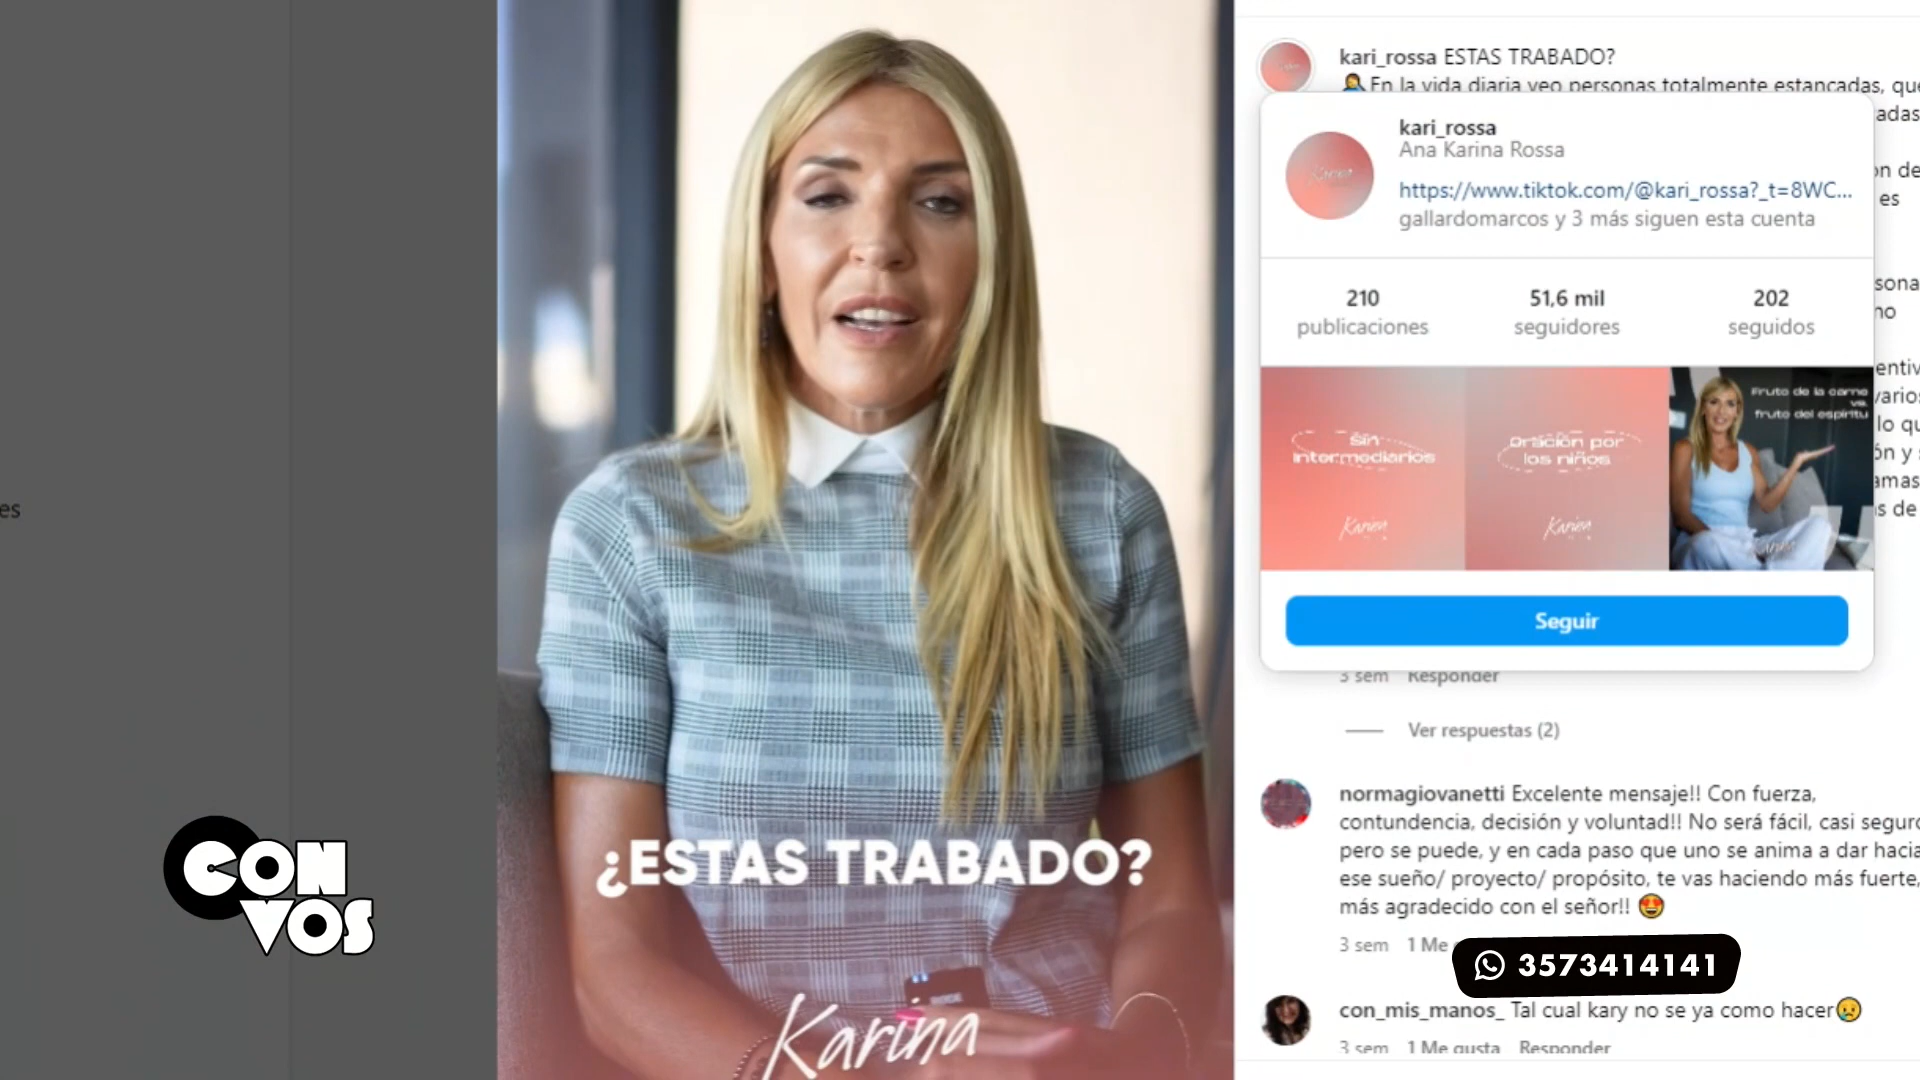 es
CON
VOS
¿ESTAS TRABADO?
Karina
kari_rossa ESTAS TRABADO?
En la vida diaria veo personas totalmente estancadas, que
adas
kari_rossa
Ana Karina Rossa
https://www.tiktok.com/@kari_rossa?_t=8WC...
gallardomarcos y 3 más siguen esta cuenta
210
publicaciones
51,6 mil
seguidores
202
seguidos
Sin
intermediarios
Karina
oración por
los niños
Karina
Fruto de la carne
vs.
fruto del espíritu
Karina
Seguir
3 sem Responder
Ver respuestas (2)
normagiovanetti Excelente mensaje!! Con fuerza,
contundencia, decisión y voluntad!! No será fácil, casi seguro
pero se puede, y en cada paso que uno se anima a dar hacia
ese sueño/ proyecto/ propósito, te vas haciendo más fuerte,
más agradecido con el señor!! 😍
3 sem 1 Me
3573414141
con_mis_manos_ Tal cual kary no se ya como hacer😢
3 sem 1 Me gusta Responder